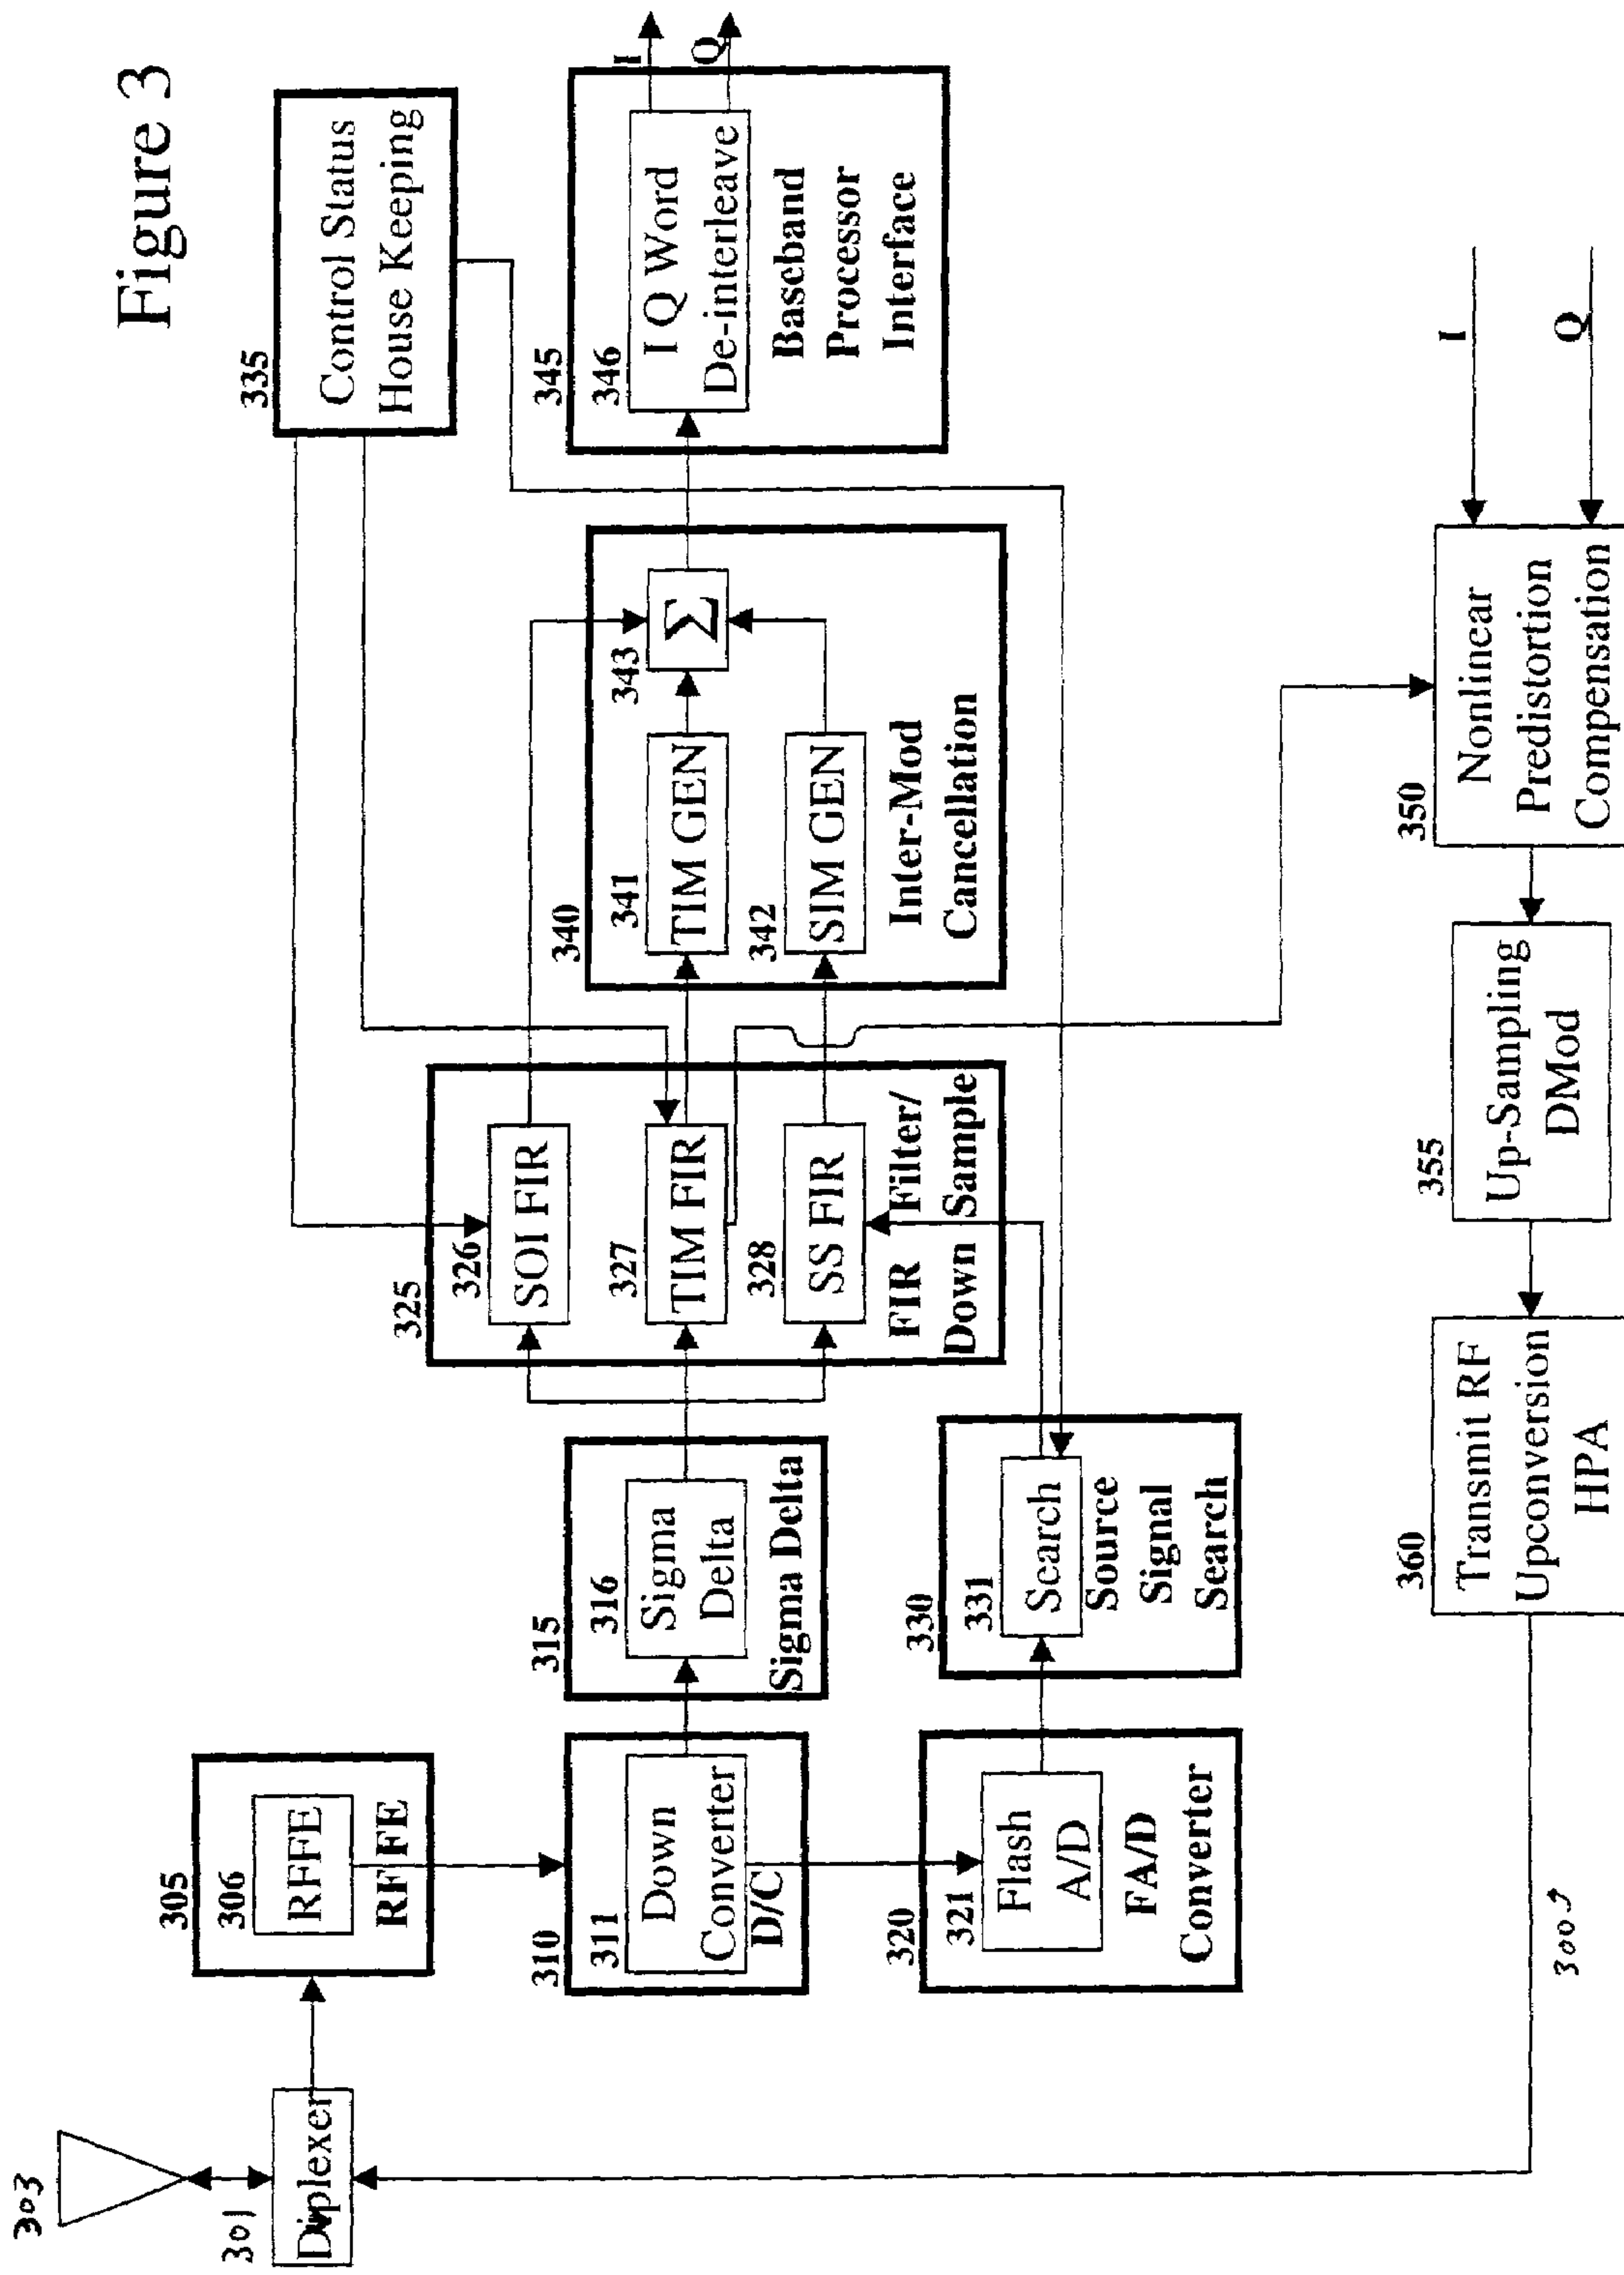 Figure 3
303
301
Diplexer
305
306
RFFE
RF FE
310
311
Down
Converter
D/C
315
316
Sigma
Delta
Sigma Delta
320
321
Flash
A/D
FA/D
Converter
330
331
Search
Source
Signal
Search
325
326
SOI FIR
327
TIM FIR
328
SS FIR
FIR Filter/
Down Sample
335
Control Status
House Keeping
340
341
TIM GEN
342
SIM GEN
343
Σ
Inter-Mod
Cancellation
345
346
I Q Word
De-interleave
Baseband
Processor
Interface
I
Q
I
Q
350
Nonlinear
Predistortion
Compensation
355
Up-Sampling
DMod
360
Transmit RF
Upconversion
HPA
300